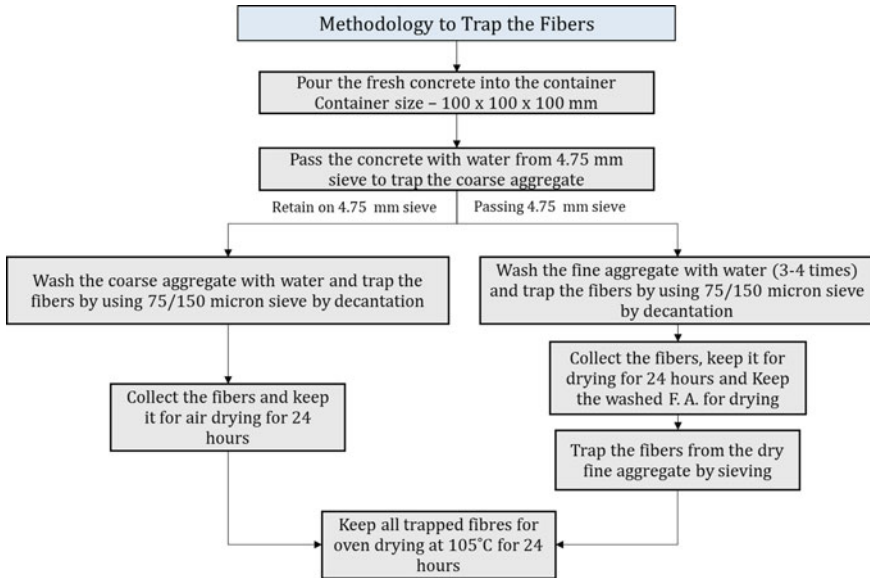 Methodology to Trap the Fibers
Pour the fresh concrete into the container
Container size – 100 x 100 x 100 mm
Pass the concrete with water from 4.75 mm
sieve to trap the coarse aggregate
Retain on 4.75 mm sieve
Passing 4.75 mm sieve
Wash the coarse aggregate with water and trap the
fibers by using 75/150 micron sieve by decantation
Wash the fine aggregate with water (3-4 times)
and trap the fibers by using 75/150 micron sieve
by decantation
Collect the fibers and keep
it for air drying for 24
hours
Collect the fibers, keep it for
drying for 24 hours and Keep
the washed F. A. for drying
Trap the fibers from the dry
fine aggregate by sieving
Keep all trapped fibres for
oven drying at 105˚C for 24
hours